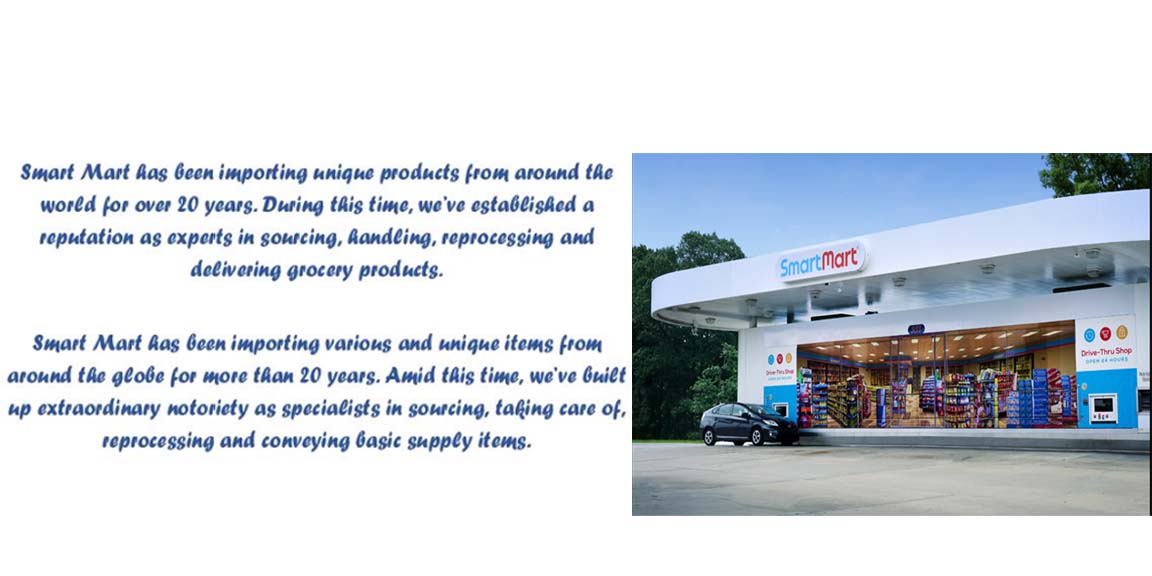 Smart Mart has been importing unique products from around the
world for over 20 years. During this time, we've established a
reputation as experts in sourcing, handling, reprocessing and
delivering grocery products.
Smart Mart has been importing various and unique items from
around the globe for more than 20 years. Amid this time, we've built
up extraordinary notoriety as specialists in sourcing, taking care of,
reprocessing and conveying basic supply items.
SmartMart
Drive-Thru Shop
OPEN 24 HOURS
Drive-Thru Shop
OPEN 24 HOURS